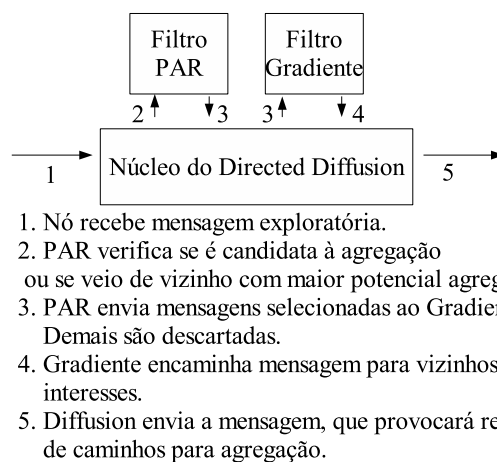 Filtro
PAR
Filtro
Gradiente
2
3
3
4
Núcleo do Directed Diffusion
1
5
1. Nó recebe mensagem exploratória.
2. PAR verifica se é candidata à agregação
ou se veio de vizinho com maior potencial agreg
3. PAR envia mensagens selecionadas ao Gradie
Demais são descartadas.
4. Gradiente encaminha mensagem para vizinhos
interesses.
5. Diffusion envia a mensagem, que provocará re
de caminhos para agregação.